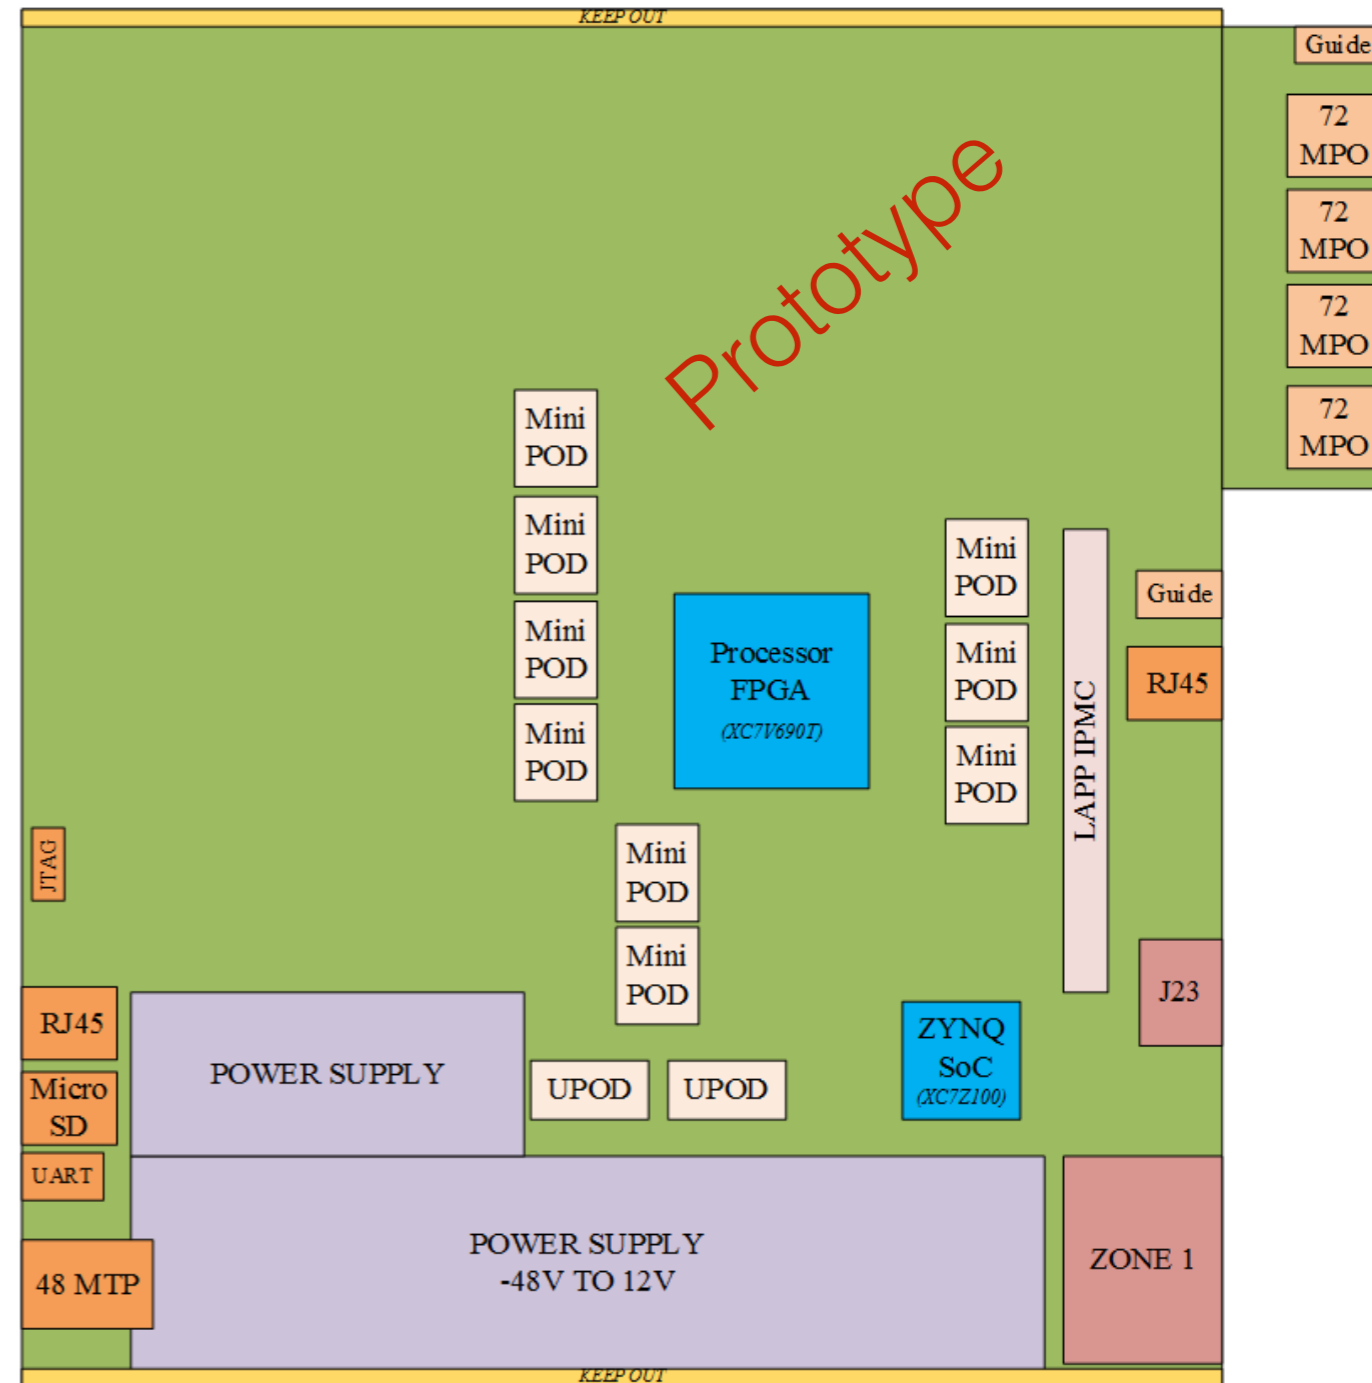 KEEP OUT
Guide
72
MPO
72
MPO
72
MPO
72
MPO
Prototype
Mini
POD
Mini
POD
Mini
POD
Mini
POD
Mini
POD
Mini
POD
Mini
POD
Processor
FPGA
(XC7V690T)
LAPP IPMC
Guide
RJ45
Mini
POD
Mini
POD
JTAG
J23
RJ45
Micro
SD
UART
48 MTP
POWER SUPPLY
UPOD
UPOD
ZYNQ
SoC
(XC7Z100)
POWER SUPPLY
-48V TO 12V
ZONE 1
KEEP OUT